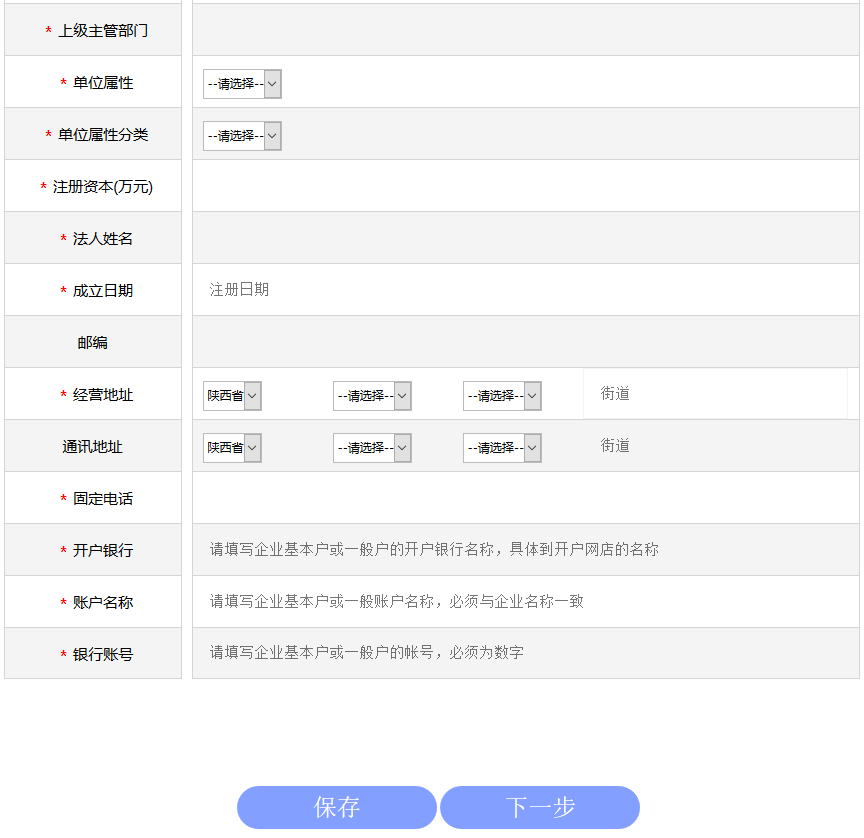 * 上级主管部门
* 单位属性 --请选择--
* 单位属性分类 --请选择--
* 注册资本(万元)
* 法人姓名
* 成立日期 注册日期
邮编
* 经营地址 陕西省 --请选择-- --请选择-- 街道
通讯地址 陕西省 --请选择-- --请选择-- 街道
* 固定电话
* 开户银行 请填写企业基本户或一般户的开户银行名称，具体到开户网店的名称
* 账户名称 请填写企业基本户或一般账户名称，必须与企业名称一致
* 银行账号 请填写企业基本户或一般户的帐号，必须为数字
保存 下一步